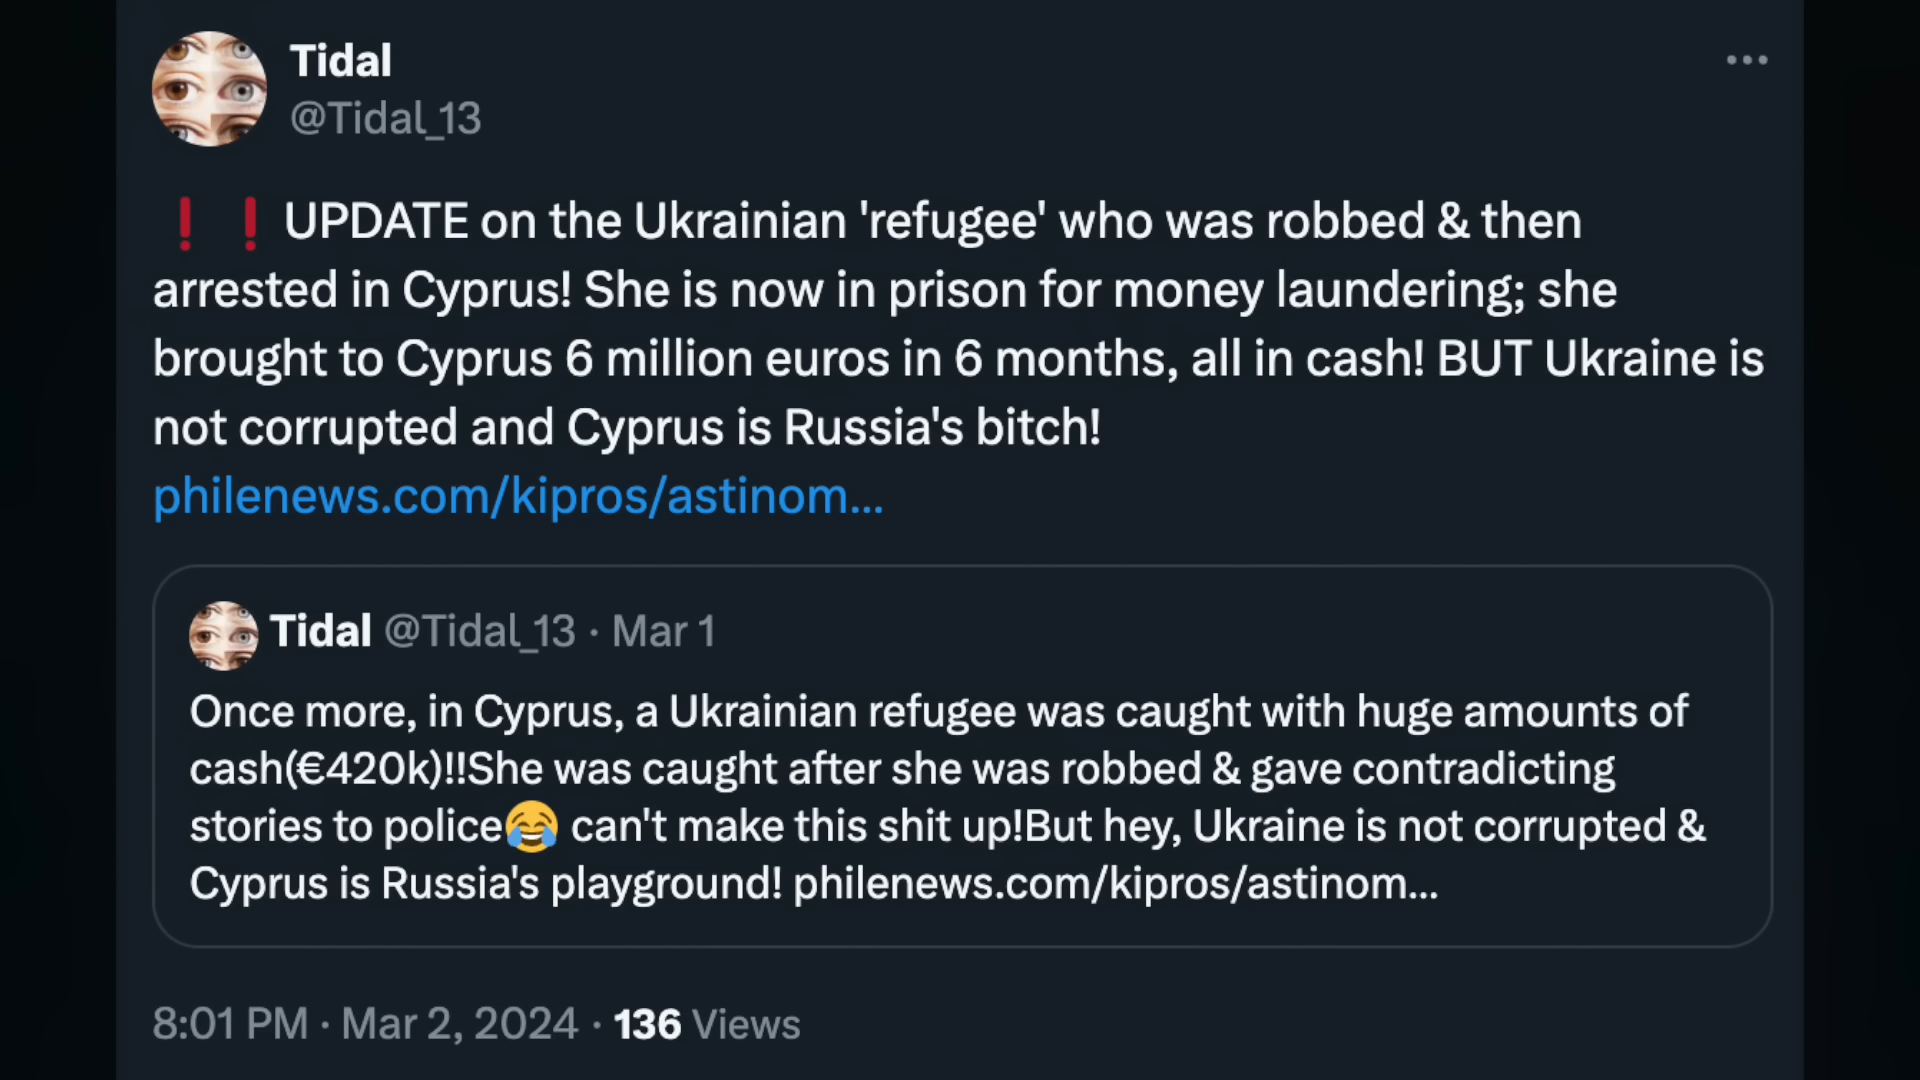 Tidal
@Tidal_13
❗❗UPDATE on the Ukrainian 'refugee' who was robbed & then
arrested in Cyprus! She is now in prison for money laundering; she
brought to Cyprus 6 million euros in 6 months, all in cash! BUT Ukraine is
not corrupted and Cyprus is Russia's bitch!
philenews.com/kipros/astinom...
Tidal @Tidal_13 · Mar 1
Once more, in Cyprus, a Ukrainian refugee was caught with huge amounts of
cash(€420k)!!She was caught after she was robbed & gave contradicting
stories to police😂 can't make this shit up!But hey, Ukraine is not corrupted &
Cyprus is Russia's playground! philenews.com/kipros/astinom...
8:01 PM · Mar 2, 2024 · 136 Views